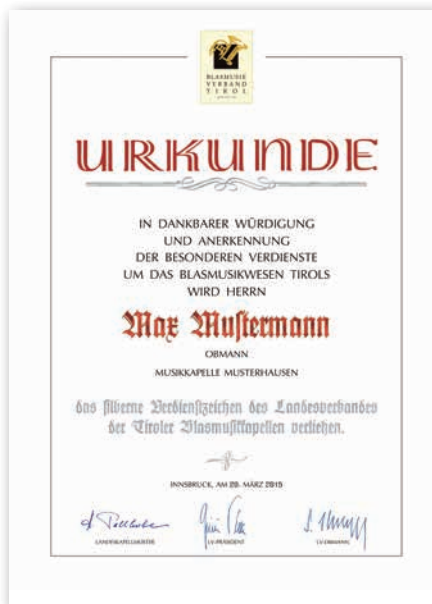 BLASMUSIK
VERBAND
TIROL
URKUNDE
IN DANKBARER WÜRDIGUNG
UND ANERKENNUNG
DER BESONDEREN VERDIENSTE
UM DAS BLASMUSIKWESEN TIROLS
WIRD HERRN
Max Mustermann
OBMANN
MUSIKKAPELLE MUSTERHAUSEN
das silberne Verdienstzeichen des Landesverbandes
der Tiroler Blasmusikkapellen verliehen.
INNSBRUCK, AM 20. MÄRZ 2015
LANDESKAPELLMEISTER LV-PRÄSIDENT LV-OBMANN